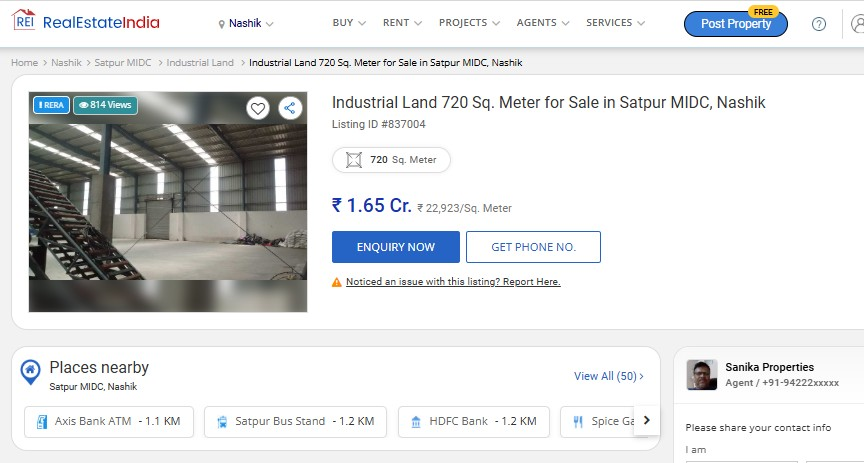 REI RealEstateIndia
Nashik
BUY RENT PROJECTS AGENTS SERVICES
FREE
Post Property
Home > Nashik > Satpur MIDC > Industrial Land > Industrial Land 720 Sq. Meter for Sale in Satpur MIDC, Nashik
RERA 814 Views
Industrial Land 720 Sq. Meter for Sale in Satpur MIDC, Nashik
Listing ID #837004
720 Sq. Meter
₹ 1.65 Cr. ₹ 22,923/Sq. Meter
ENQUIRY NOW GET PHONE NO.
Noticed an issue with this listing? Report Here.
Places nearby
Satpur MIDC, Nashik
View All (50) ›
Axis Bank ATM - 1.1 KM Satpur Bus Stand - 1.2 KM HDFC Bank - 1.2 KM Spice Ga
Sanika Properties
Agent / +91-94222xxxxx
Please share your contact info
I am